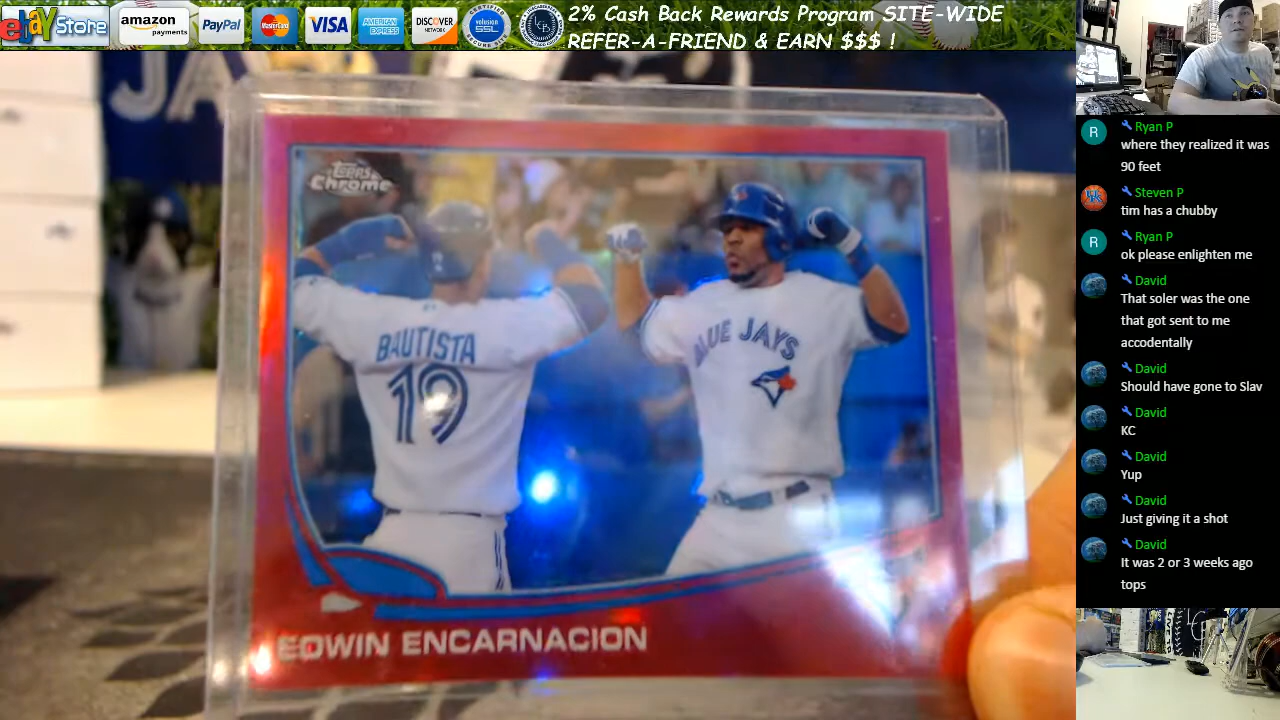 ebay Store
amazon payments
PayPal
MasterCard
VISA
AMERICAN EXPRESS
DISCOVER NETWORK
volusion SSL
2% Cash Back Rewards Program SITE-WIDE
REFER-A-FRIEND & EARN $$$ !
JA
TOPPS
Chrome
BAUTISTA
19
BLUE JAYS
EDWIN ENCARNACION
R
Ryan P
where they realized it was
90 feet
Steven P
tim has a chubby
R
Ryan P
ok please enlighten me
David
That soler was the one
that got sent to me
accodentally
David
Should have gone to Slav
David
KC
David
Yup
David
Just giving it a shot
David
It was 2 or 3 weeks ago
tops